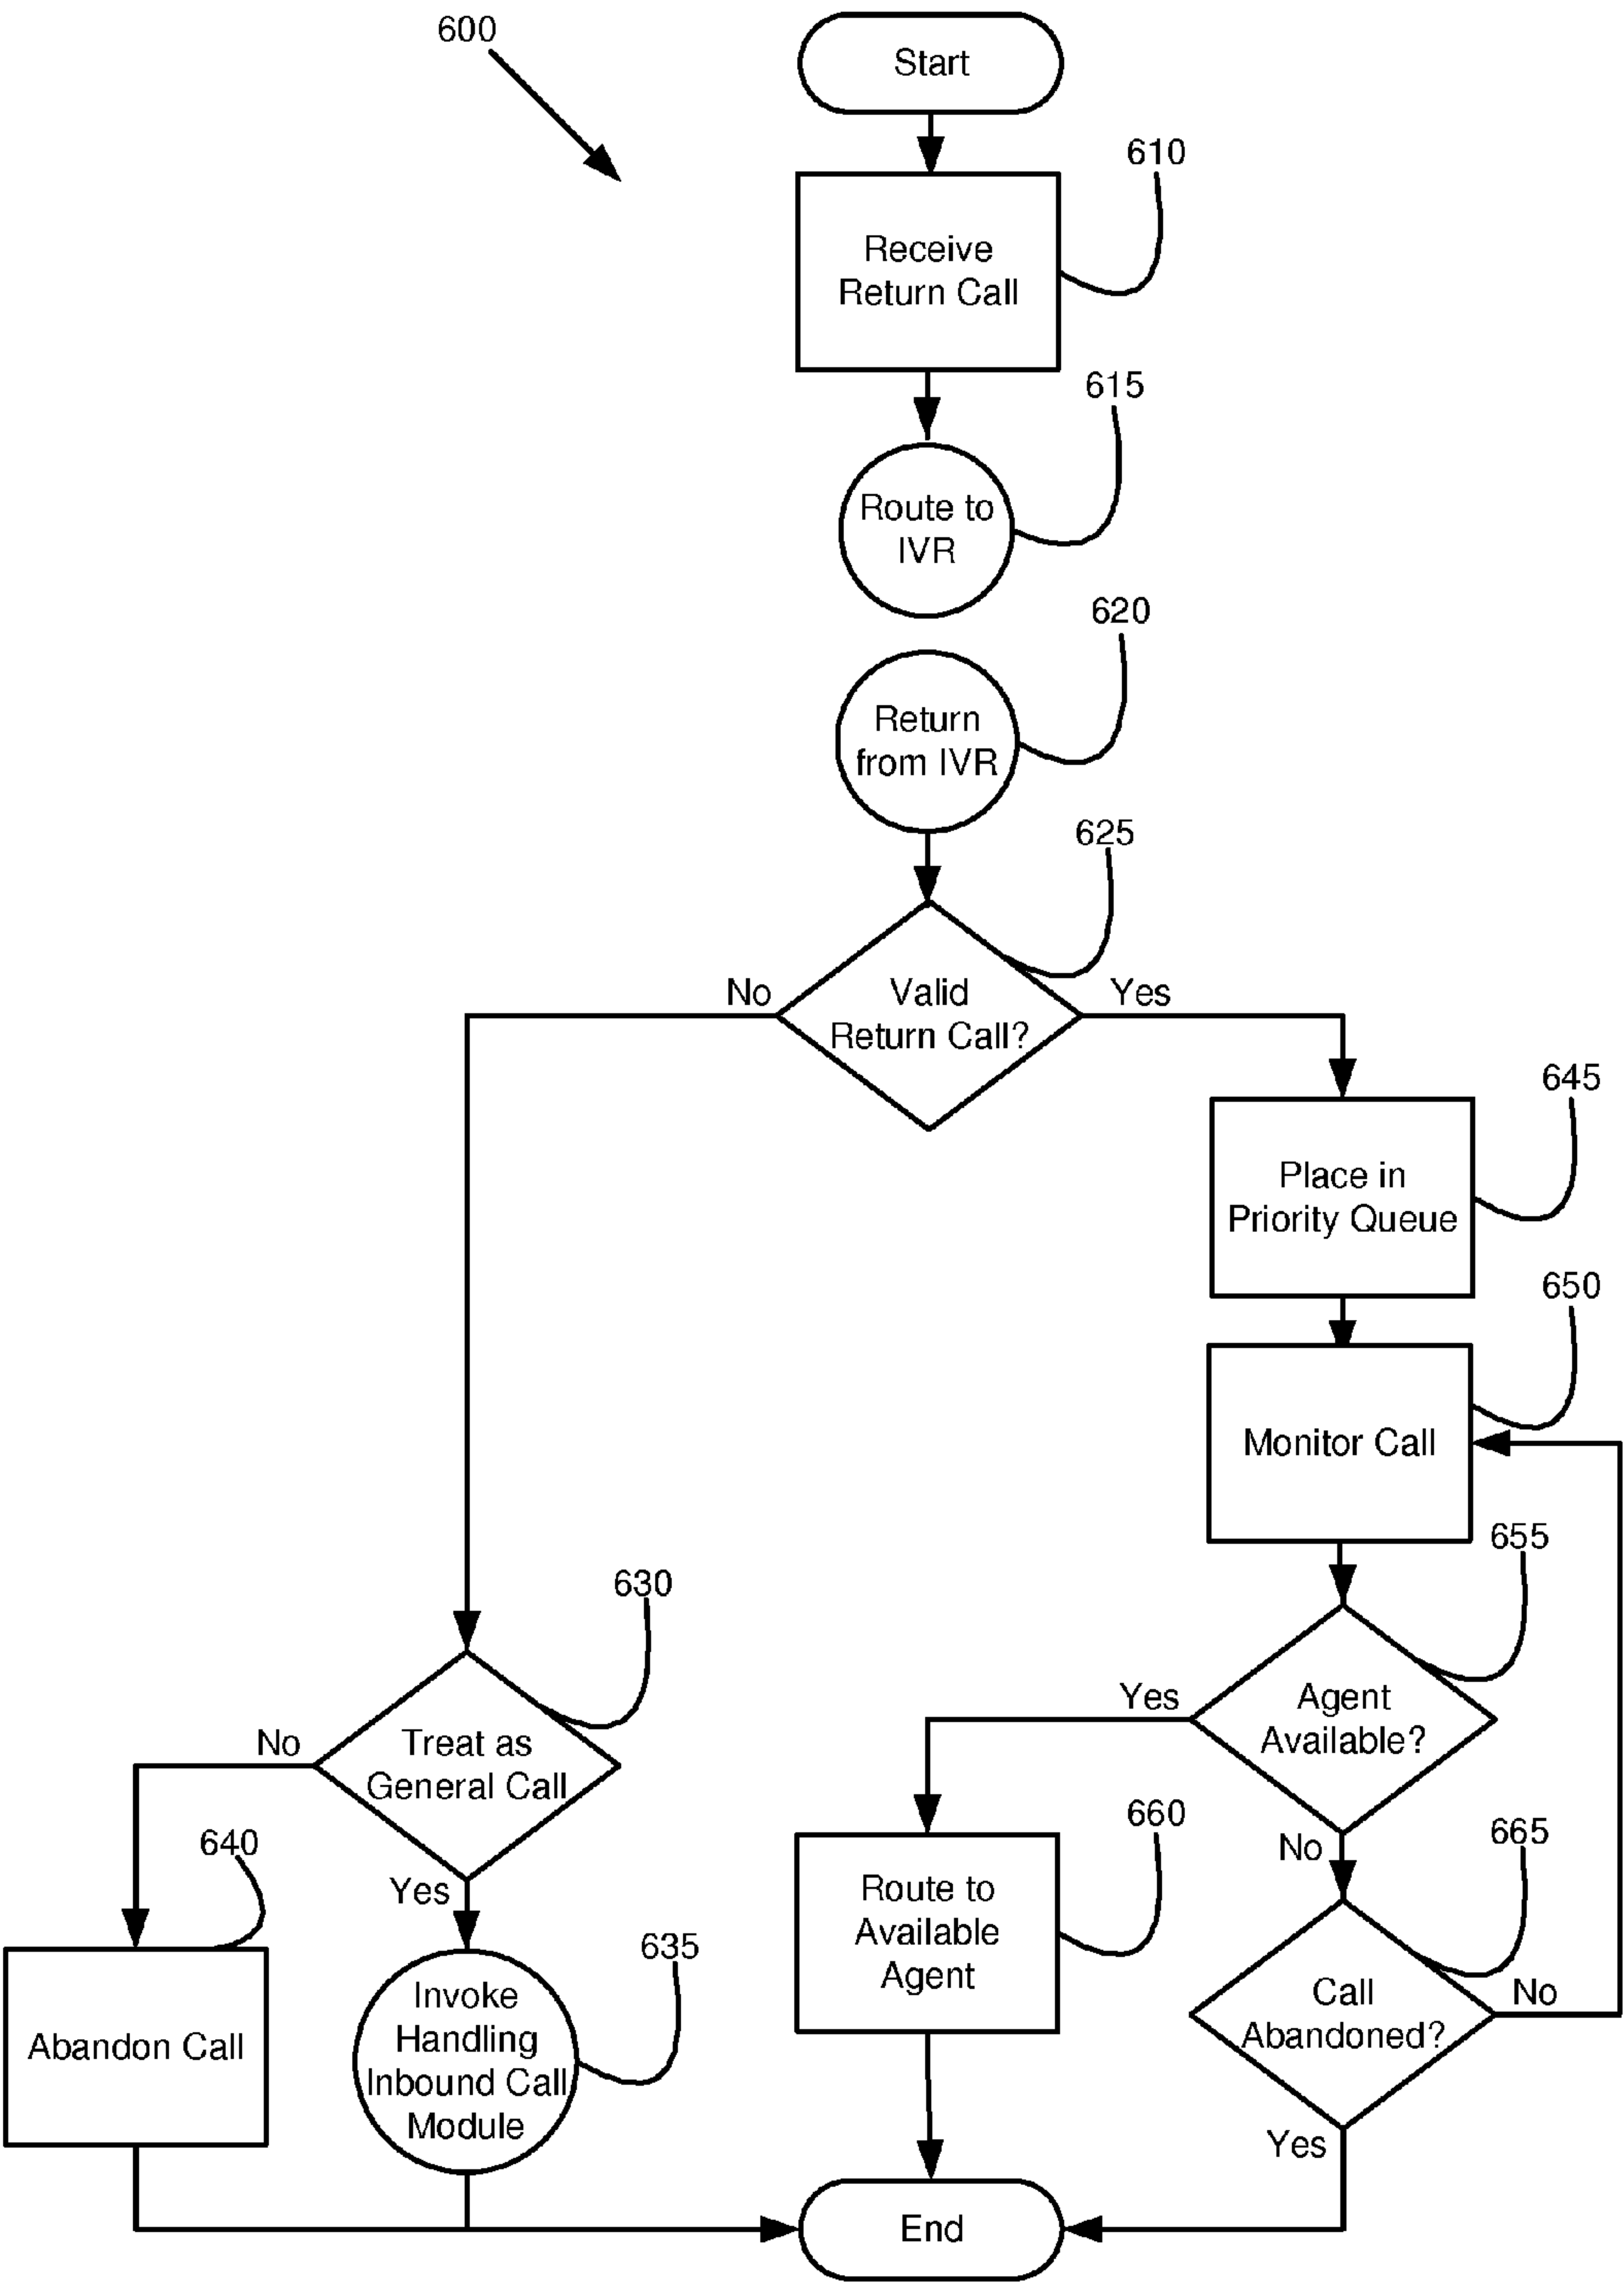 600
Start
610
Receive
Return Call
615
Route to
IVR
620
Return
from IVR
625
No
Valid
Return Call?
Yes
645
Place in
Priority Queue
650
Monitor Call
655
630
Yes
Agent
Available?
No
Treat as
General Call
640
Yes
660
No
665
Route to
Available
Agent
635
Invoke
Handling
Inbound Call
Module
Abandon Call
Call
Abandoned?
No
Yes
End